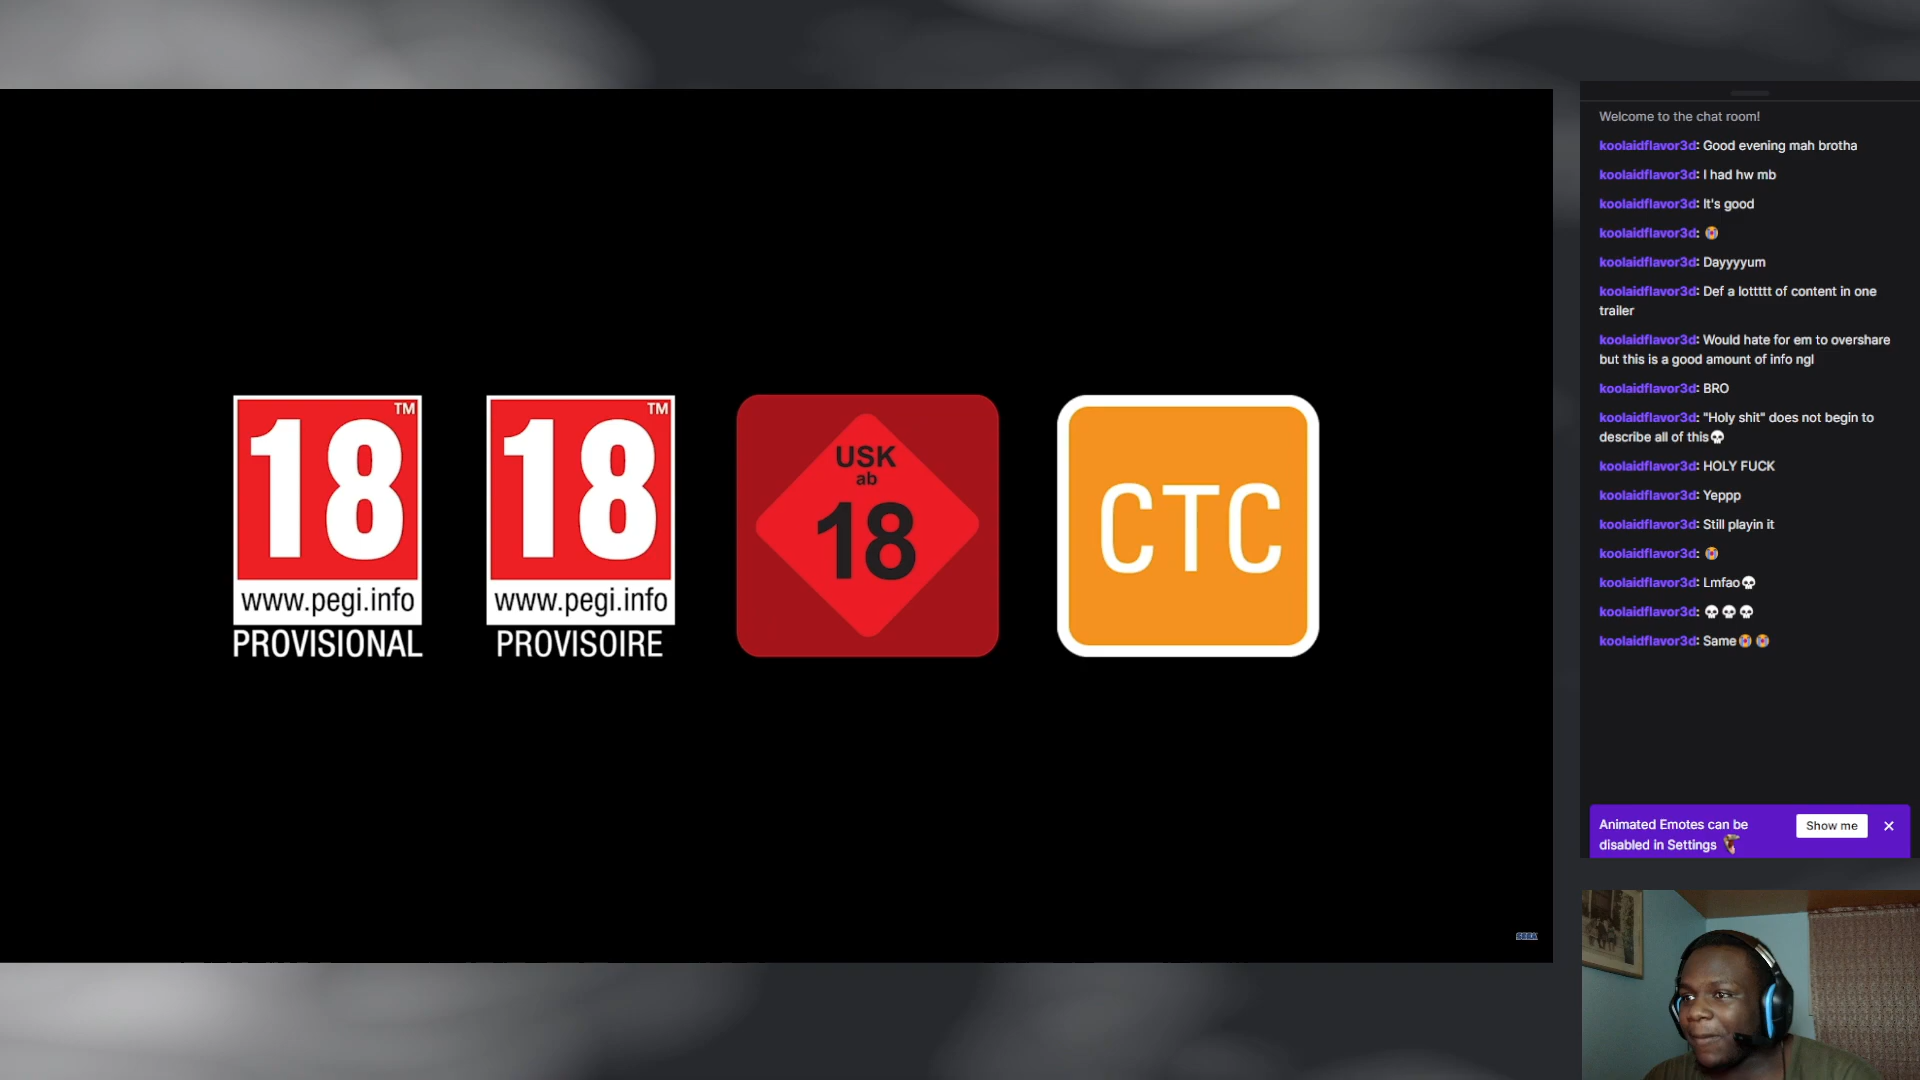 18
TM
www.pegi.info
PROVISIONAL
18
TM
www.pegi.info
PROVISOIRE
USK
ab
18
CTC
SEGA
Welcome to the chat room!
koolaidflavor3d: Good evening mah brotha
koolaidflavor3d: I had hw mb
koolaidflavor3d: It's good
koolaidflavor3d:
koolaidflavor3d: Dayyyyum
koolaidflavor3d: Def a lottttt of content in one
trailer
koolaidflavor3d: Would hate for em to overshare
but this is a good amount of info ngl
koolaidflavor3d: BRO
koolaidflavor3d: "Holy shit" does not begin to
describe all of this💀
koolaidflavor3d: HOLY FUCK
koolaidflavor3d: Yeppp
koolaidflavor3d: Still playin it
koolaidflavor3d:
koolaidflavor3d: Lmfao💀
koolaidflavor3d: 💀💀💀
koolaidflavor3d: Same
Animated Emotes can be
disabled in Settings
Show me